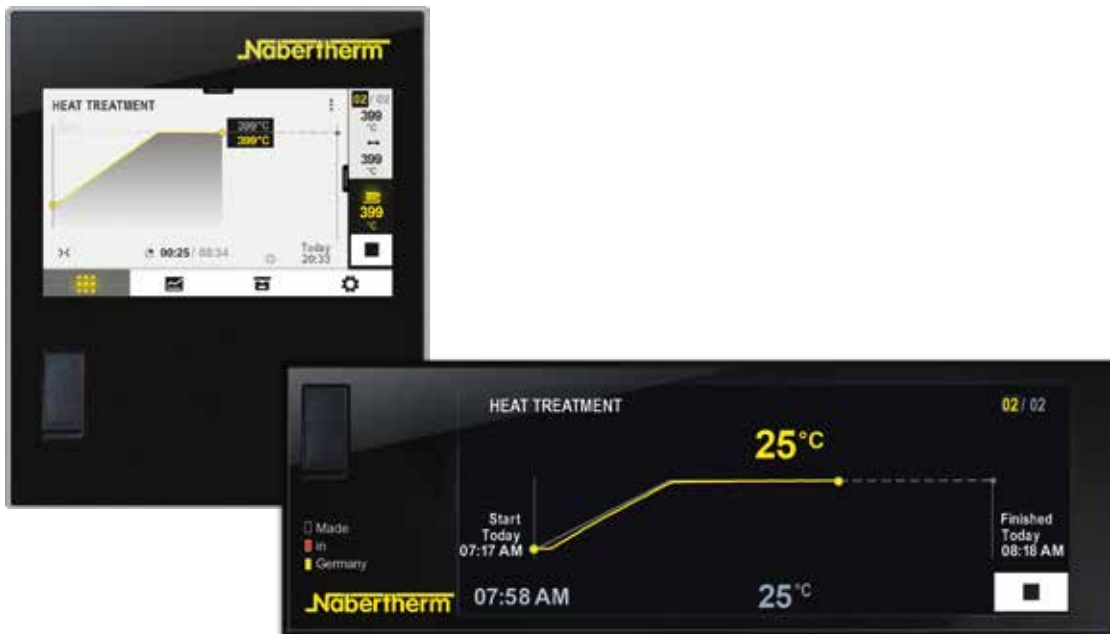 Nabertherm
HEAT TREATMENT
02 / 02
399
°C
399
°C
399°C
399°C
399
°C
00:25 / 00:34
Today
20:33
HEAT TREATMENT
02 / 02
25 °C
Start
Today
07:17 AM
Finished
Today
08:18 AM
Made
in
Germany
Nabertherm
07:58 AM
25 °C